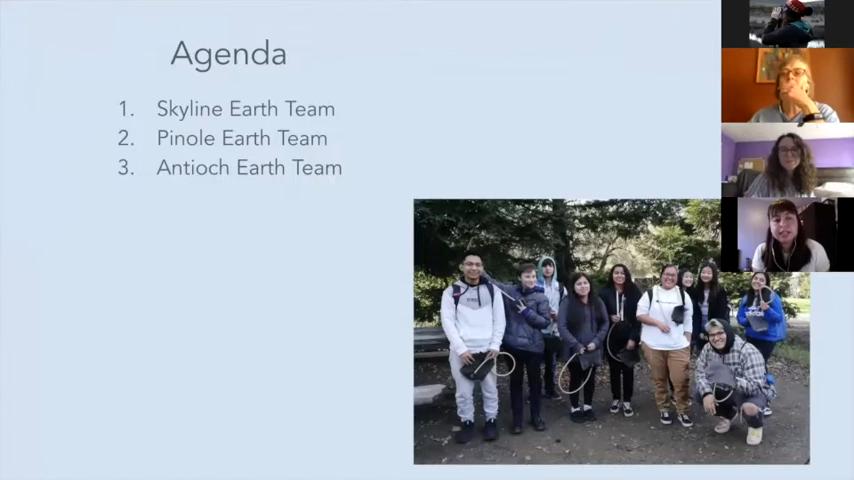 Agenda
1. Skyline Earth Team
2. Pinole Earth Team
3. Antioch Earth Team